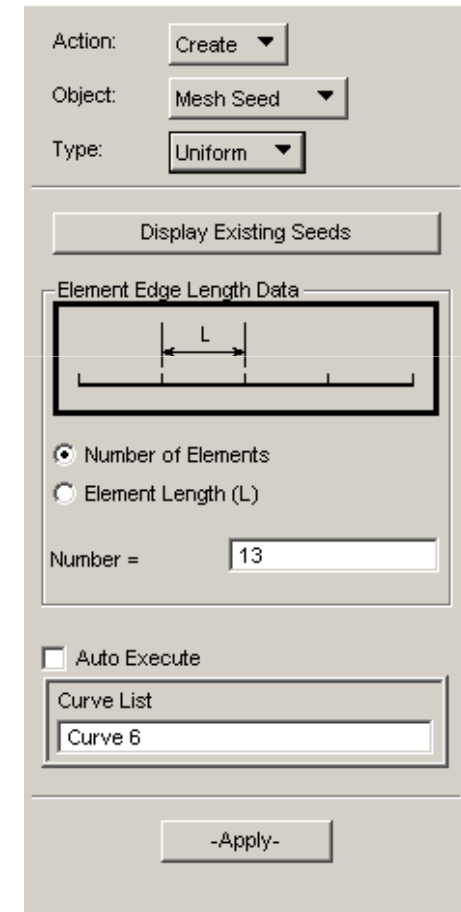 Action: Create
Object: Mesh Seed
Type: Uniform
Display Existing Seeds
Element Edge Length Data
L
Number of Elements
Element Length (L)
Number = 13
Auto Execute
Curve List
Curve 6
-Apply-